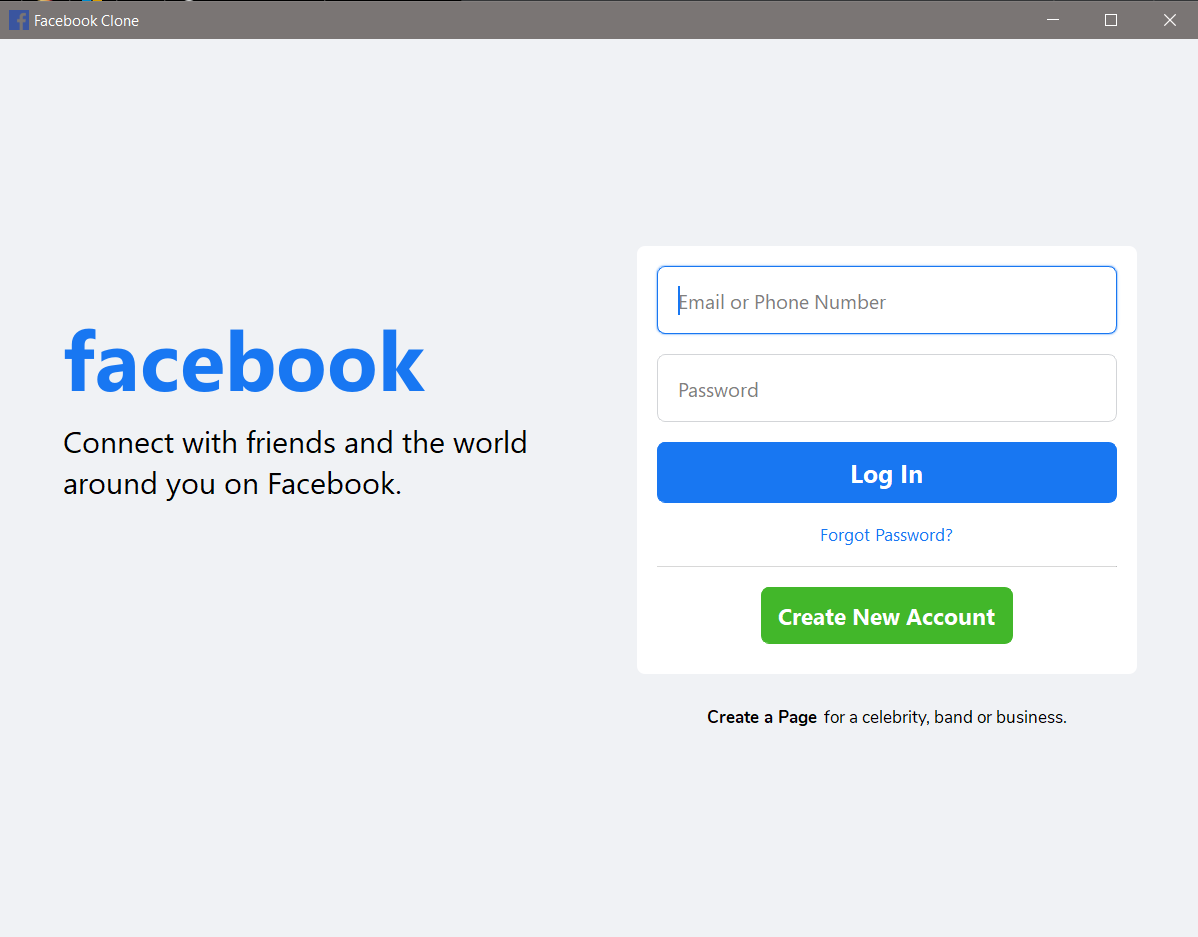 Facebook Clone
facebook
Connect with friends and the world
around you on Facebook.
Email or Phone Number
Password
Log In
Forgot Password?
Create New Account
Create a Page for a celebrity, band or business.